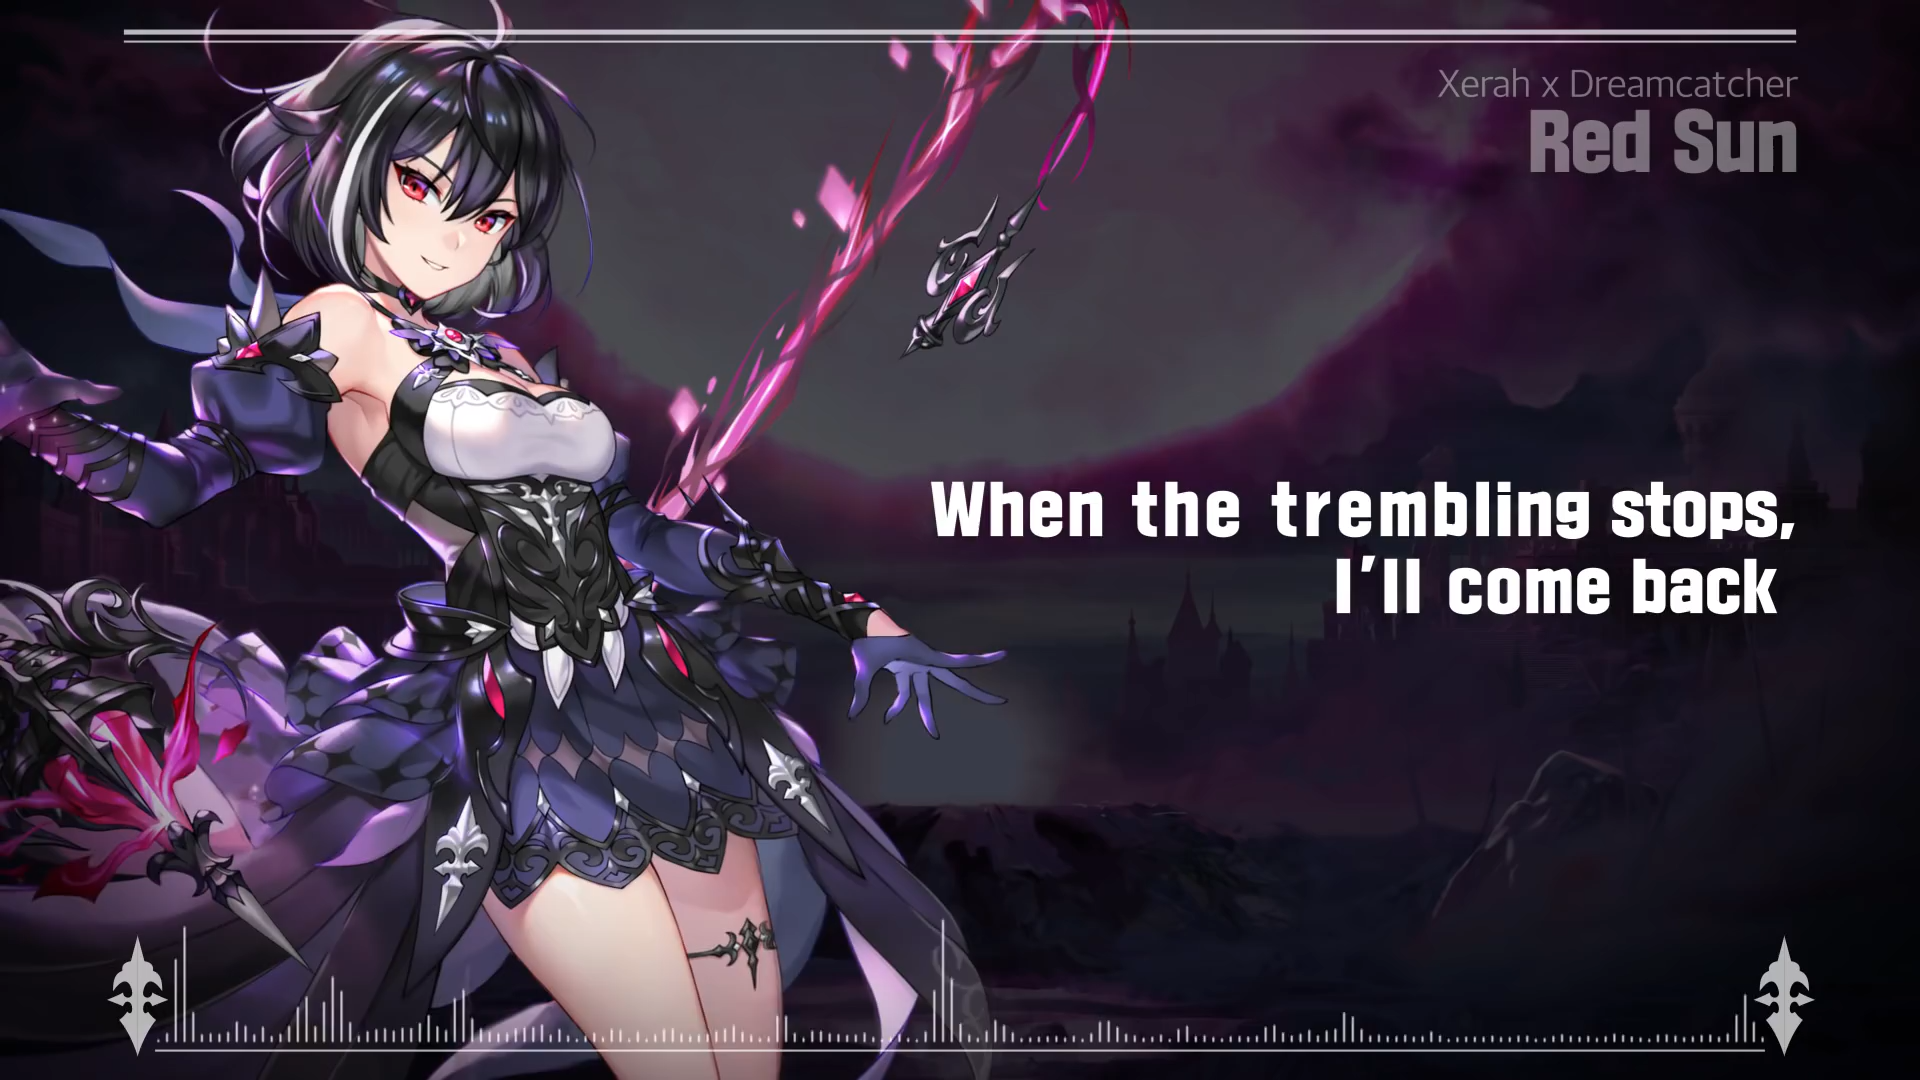 Xerah x Dreamcatcher
Red Sun
When the trembling stops,
I'll come back